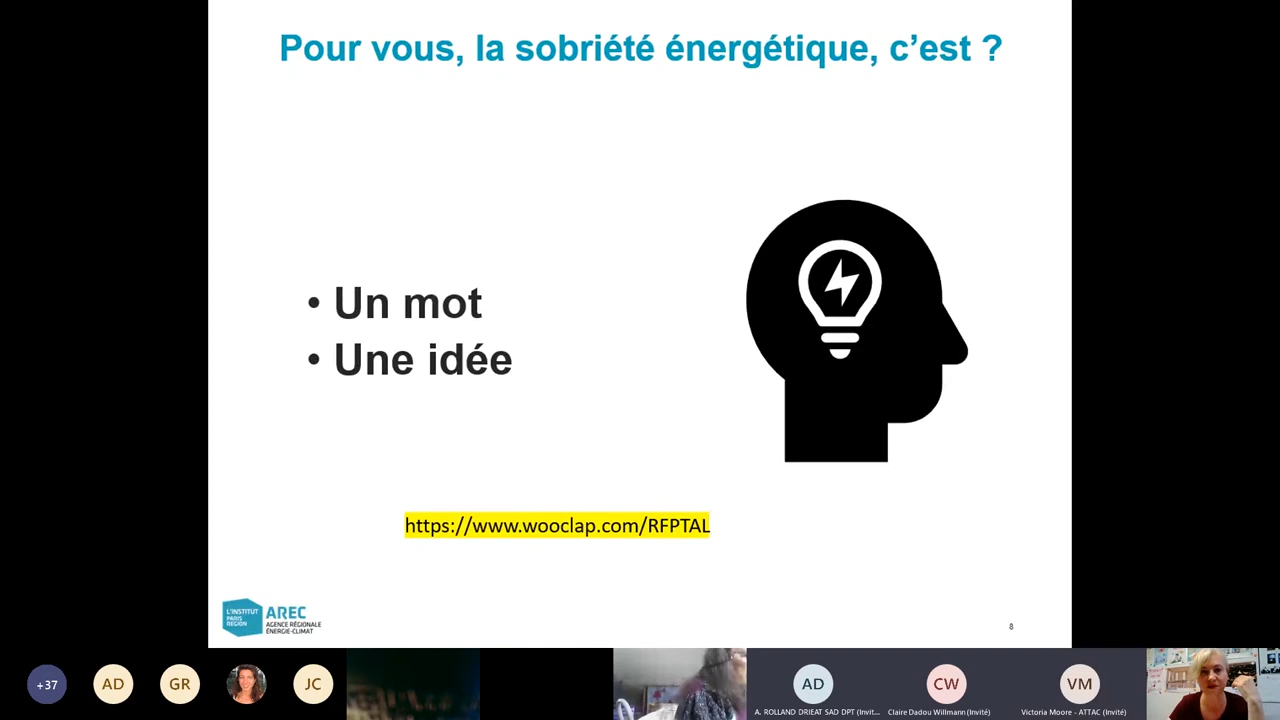 Pour vous, la sobriété énergétique, c’est ?
• Un mot
• Une idée
https://www.wooclap.com/RFPTAL
L'INSTITUT
PARIS
REGION
AREC
AGENCE RÉGIONALE
ÉNERGIE-CLIMAT
8
+37
AD
GR
JC
AD
CW
VM
A. ROLLAND DRIEAT SAD DPT (Invit...
Claire Dadou Willmann (Invité)
Victoria Moore - ATTAC (Invité)